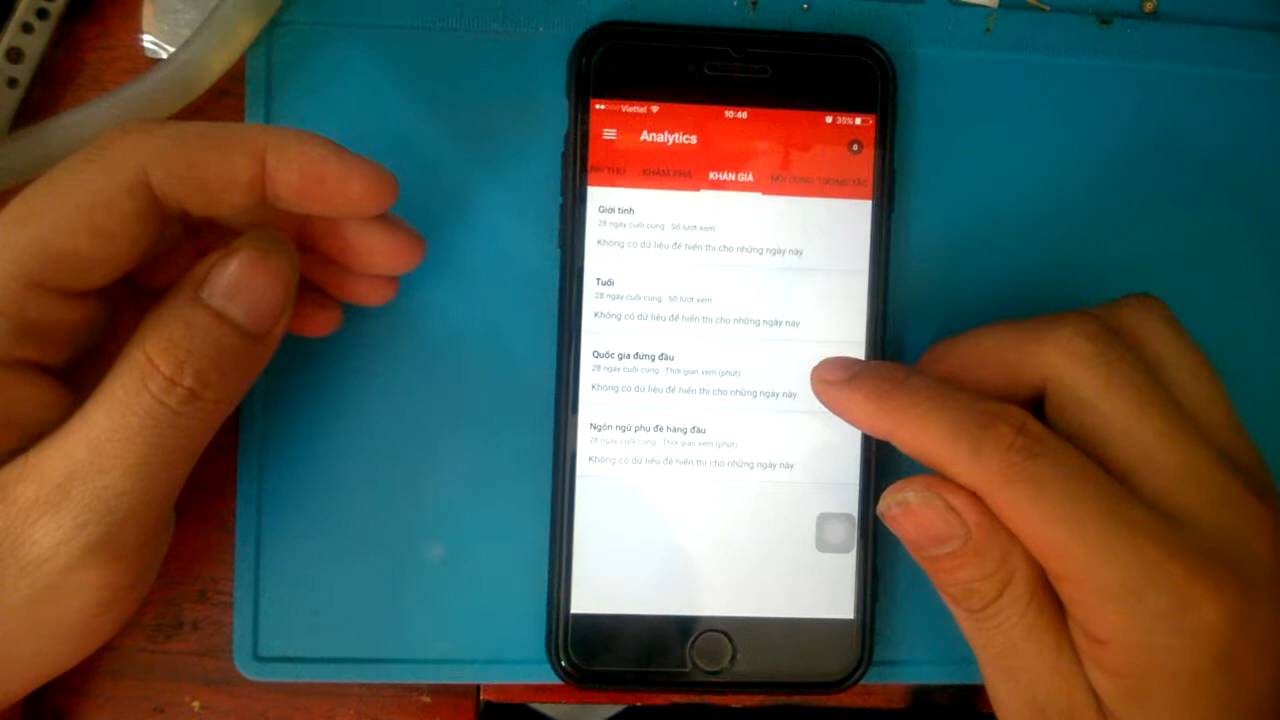 Viettel 10:46 35%
Analytics 0
KHÁM PHÁ KHÁN GIẢ NỘI DUNG TƯƠNG TÁC
Giới tính
28 ngày cuối cùng · Số lượt xem
Không có dữ liệu để hiển thị cho những ngày này
Tuổi
28 ngày cuối cùng · Số lượt xem
Không có dữ liệu để hiển thị cho những ngày này
Quốc gia đứng đầu
28 ngày cuối cùng · Thời gian xem (phút)
Không có dữ liệu để hiển thị cho những ngày này
Ngôn ngữ phụ đề hàng đầu
28 ngày cuối cùng · Thời gian xem (phút)
Không có dữ liệu để hiển thị cho những ngày này